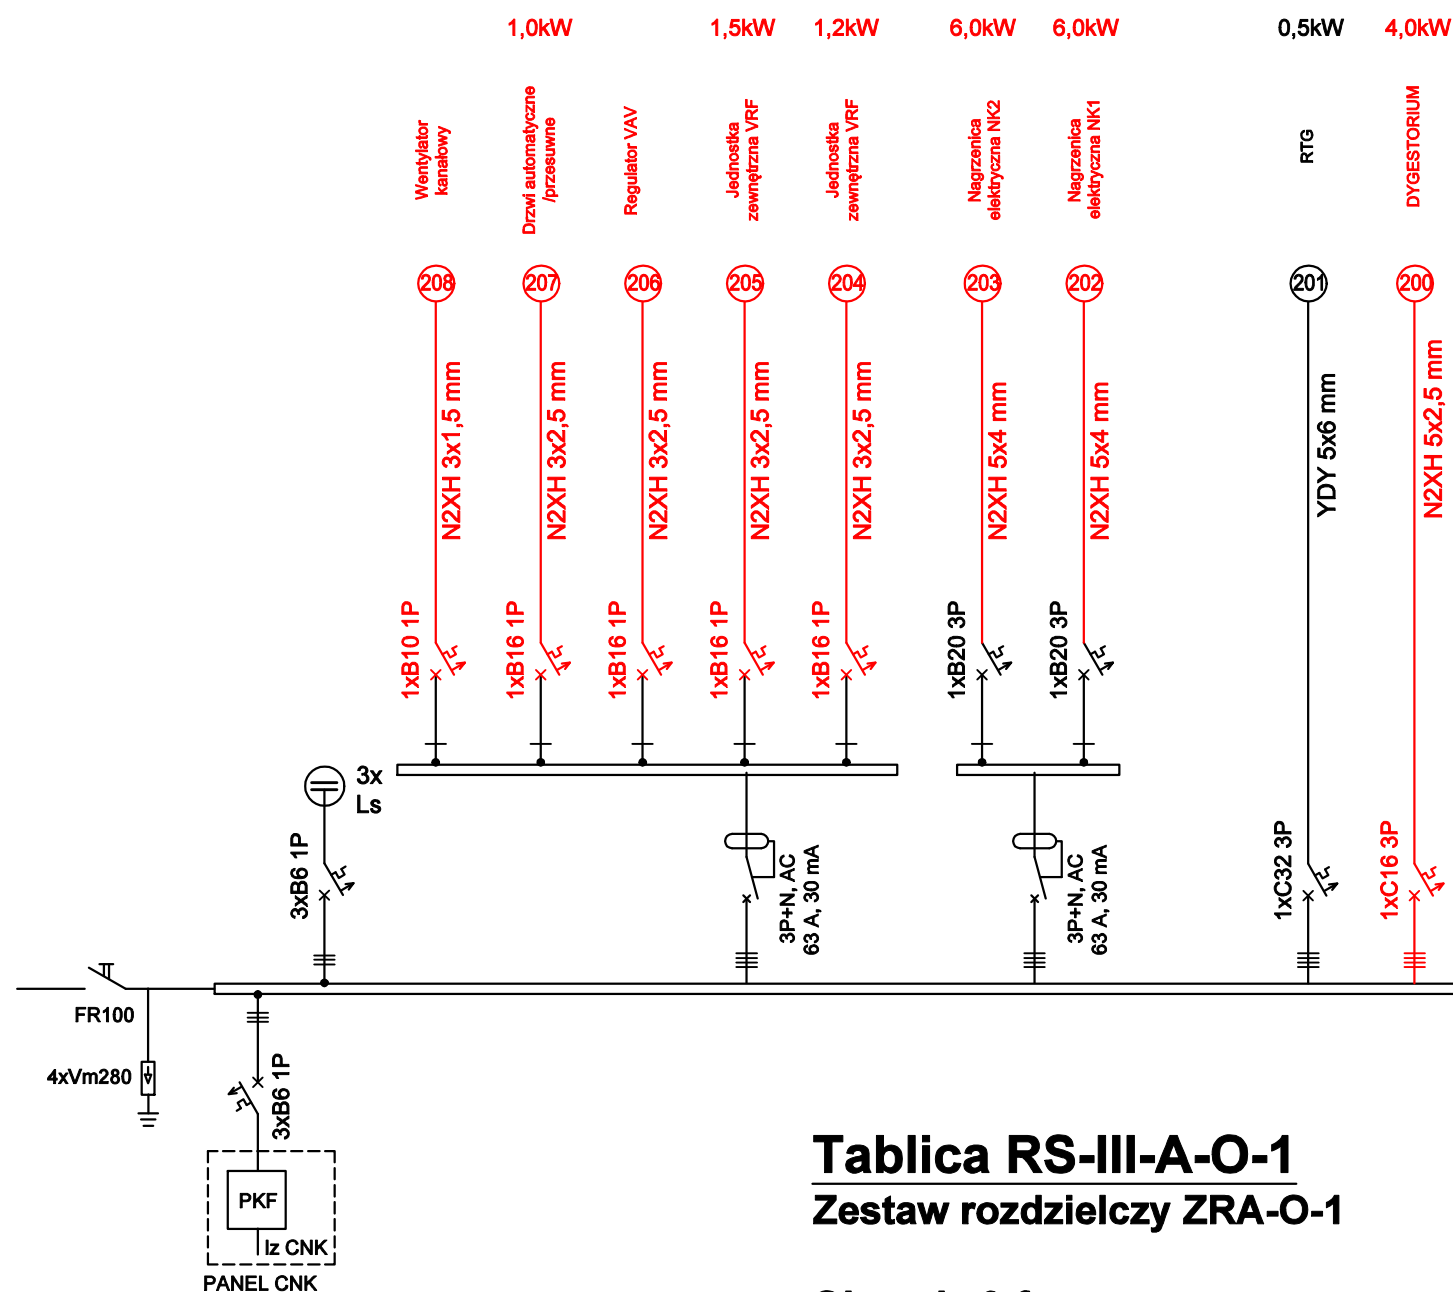 1,0kW
1,5kW
1,2kW
6,0kW
6,0kW
0,5kW
4,0kW
Wentylator
kanałowy
Drzwi automatyczne
/przesuwne
Regulator VAV
Jednostka
zewnętrzna VRF
Jednostka
zewnętrzna VRF
Nagrzenica
elektryczna NK2
Nagrzenica
elektryczna NK1
RTG
DYGESTORIUM
208
207
206
205
204
203
202
201
200
N2XH 3x1,5 mm
N2XH 3x2,5 mm
N2XH 3x2,5 mm
N2XH 3x2,5 mm
N2XH 3x2,5 mm
N2XH 5x4 mm
N2XH 5x4 mm
YDY 5x6 mm
N2XH 5x2,5 mm
1xB10 1P
1xB16 1P
1xB16 1P
1xB16 1P
1xB16 1P
1xB20 3P
1xB20 3P
3x
Ls
3xB6 1P
3P+N, AC
63 A, 30 mA
3P+N, AC
63 A, 30 mA
1xC32 3P
1xC16 3P
FR100
4xVm280
3xB6 1P
PKF
Iz CNK
PANEL CNK
Tablica RS-III-A-O-1
Zestaw rozdzielczy ZRA-O-1